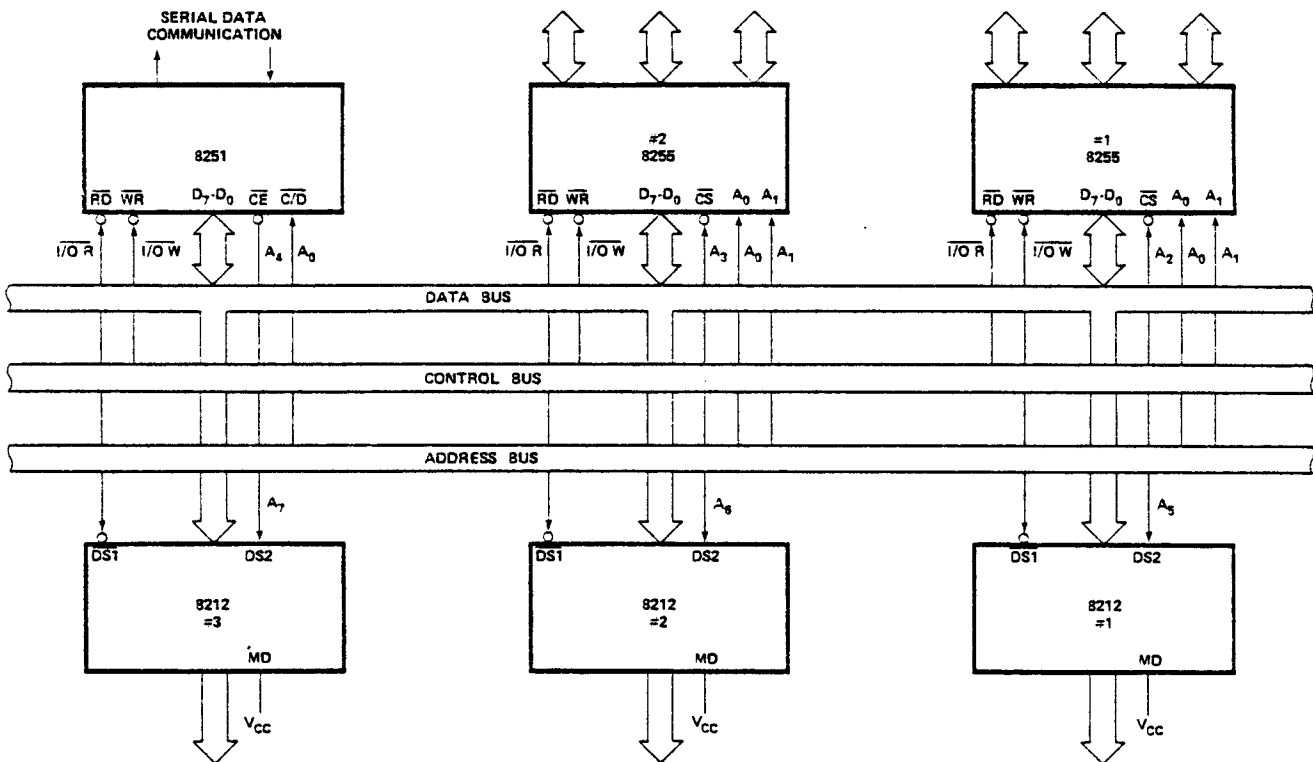 SERIAL DATA
COMMUNICATION
8251
RD WR D7-D0 CE C/D
I/O R I/O W A4 A0
#2
8255
RD WR D7-D0 CS A0 A1
I/O R I/O W A3 A0 A1
#1
8255
RD WR D7-D0 CS A0 A1
I/O R I/O W A2 A0 A1
DATA BUS
CONTROL BUS
ADDRESS BUS
A7
DS1 DS2
8212
#3
MD
VCC
A6
DS1 DS2
8212
#2
MD
VCC
A5
DS1 DS2
8212
#1
MD
VCC